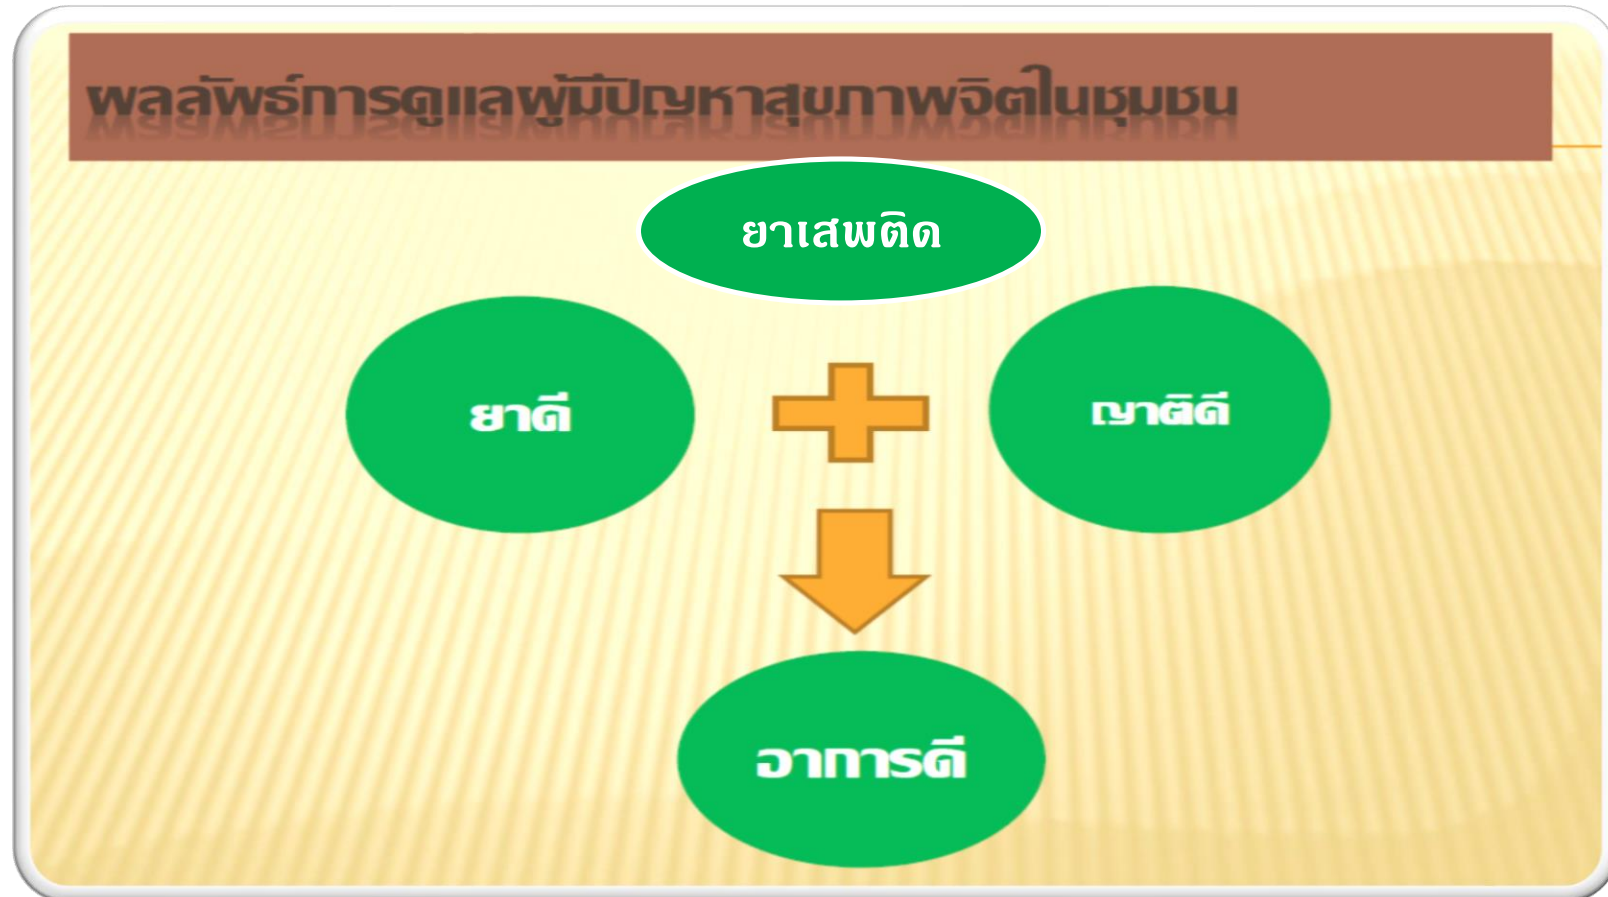 ผลลัพธ์การดูแลผู้มีปัญหาสุขภาพจิตในชุมชน
ยาเสพติด
ยาดี
ญาติดี
อาการดี